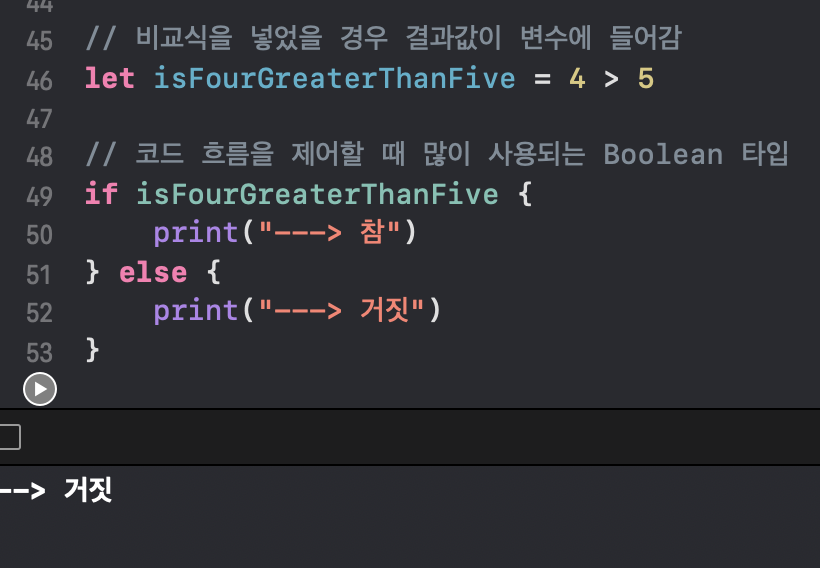 44
45 // 비교식을 넣었을 경우 결과값이 변수에 들어감
46 let isFourGreaterThanFive = 4 > 5
47
48 // 코드 흐름을 제어할 때 많이 사용되는 Boolean 타입
49 if isFourGreaterThanFive {
50     print("---> 참")
51 } else {
52     print("---> 거짓")
53 }
--> 거짓